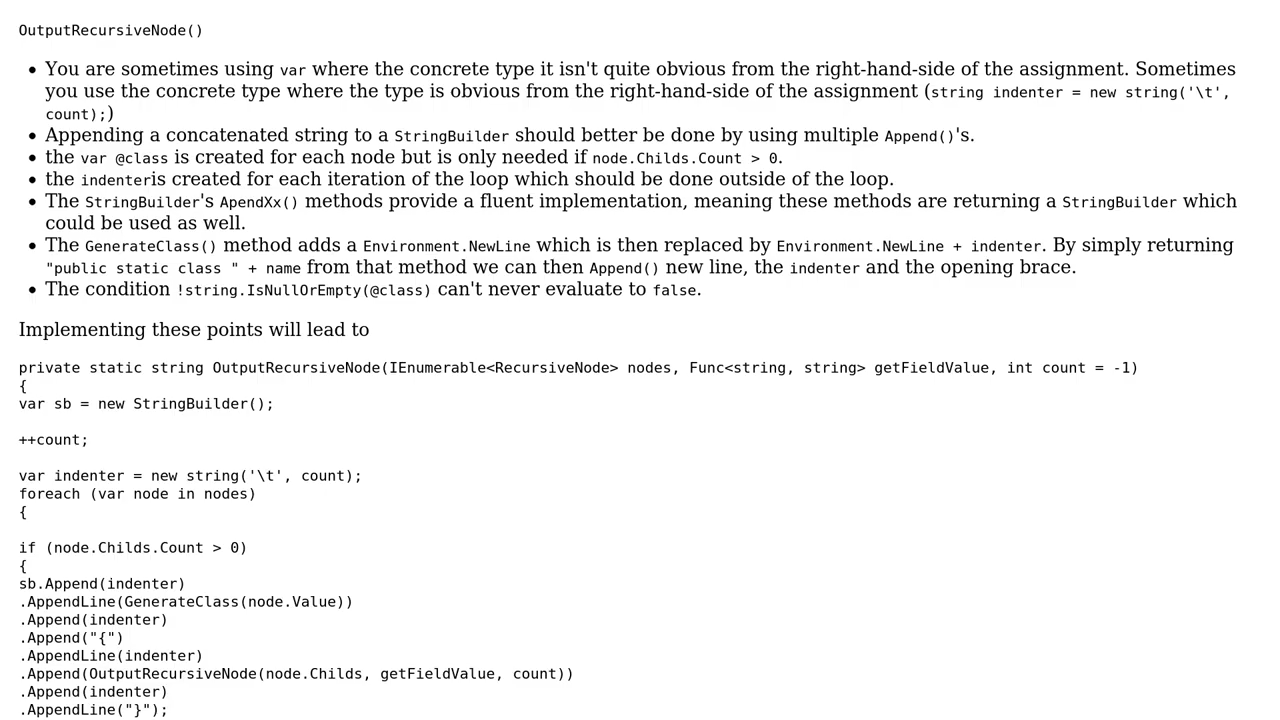 OutputRecursiveNode()
• You are sometimes using var where the concrete type it isn't quite obvious from the right-hand-side of the assignment. Sometimes
you use the concrete type where the type is obvious from the right-hand-side of the assignment (string indenter = new string('\t',
count);)
• Appending a concatenated string to a StringBuilder should better be done by using multiple Append()'s.
• the var @class is created for each node but is only needed if node.Childs.Count > 0.
• the indenteris created for each iteration of the loop which should be done outside of the loop.
• The StringBuilder's ApendXx() methods provide a fluent implementation, meaning these methods are returning a StringBuilder which
could be used as well.
• The GenerateClass() method adds a Environment.NewLine which is then replaced by Environment.NewLine + indenter. By simply returning
"public static class " + name from that method we can then Append() new line, the indenter and the opening brace.
• The condition !string.IsNullOrEmpty(@class) can't never evaluate to false.
Implementing these points will lead to
private static string OutputRecursiveNode(IEnumerable<RecursiveNode> nodes, Func<string, string> getFieldValue, int count = -1)
{
var sb = new StringBuilder();
++count;
var indenter = new string('\t', count);
foreach (var node in nodes)
{
if (node.Childs.Count > 0)
{
sb.Append(indenter)
.AppendLine(GenerateClass(node.Value))
.Append(indenter)
.Append("{")
.AppendLine(indenter)
.Append(OutputRecursiveNode(node.Childs, getFieldValue, count))
.Append(indenter)
.AppendLine("}");